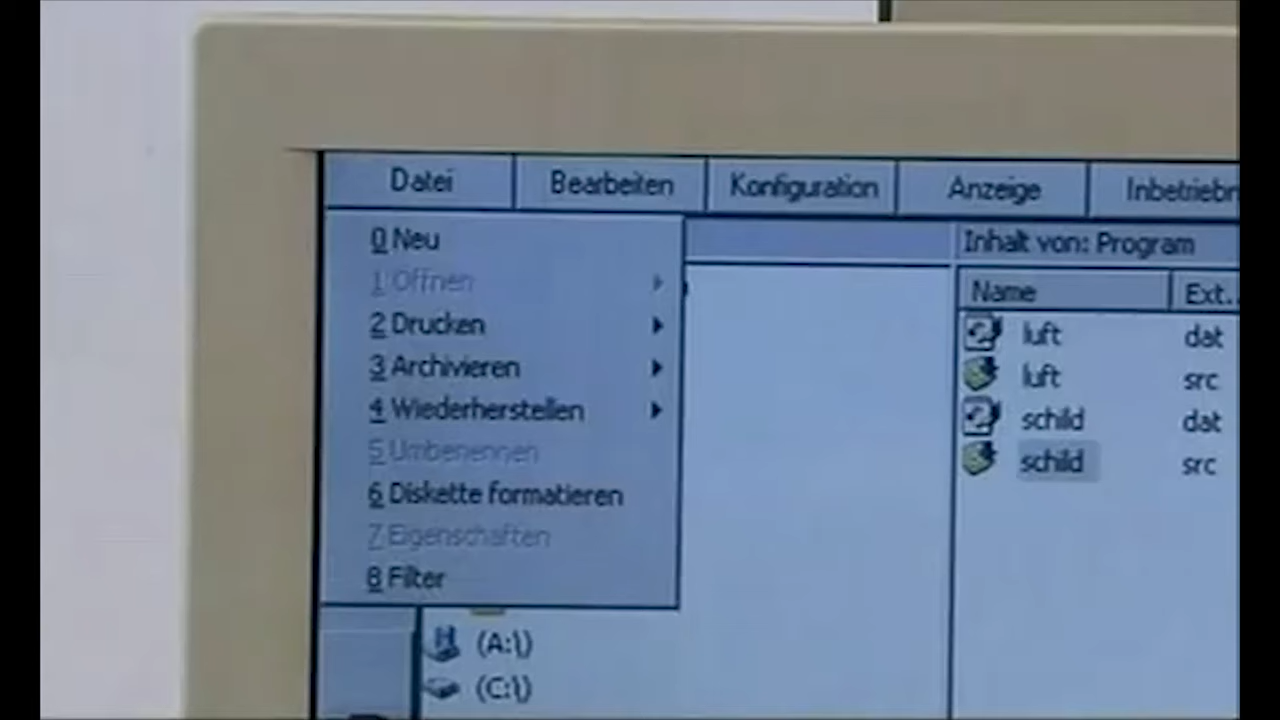 Datei Bearbeiten Konfiguration Anzeige Inbetriebn
0 Neu
1 Öffnen
2 Drucken
3 Archivieren
4 Wiederherstellen
5 Umbenennen
6 Diskette formatieren
7 Eigenschaften
8 Filter
(A:\)
(C:\)
Inhalt von: Program
Name Ext...
luft dat
luft src
schild dat
schild src